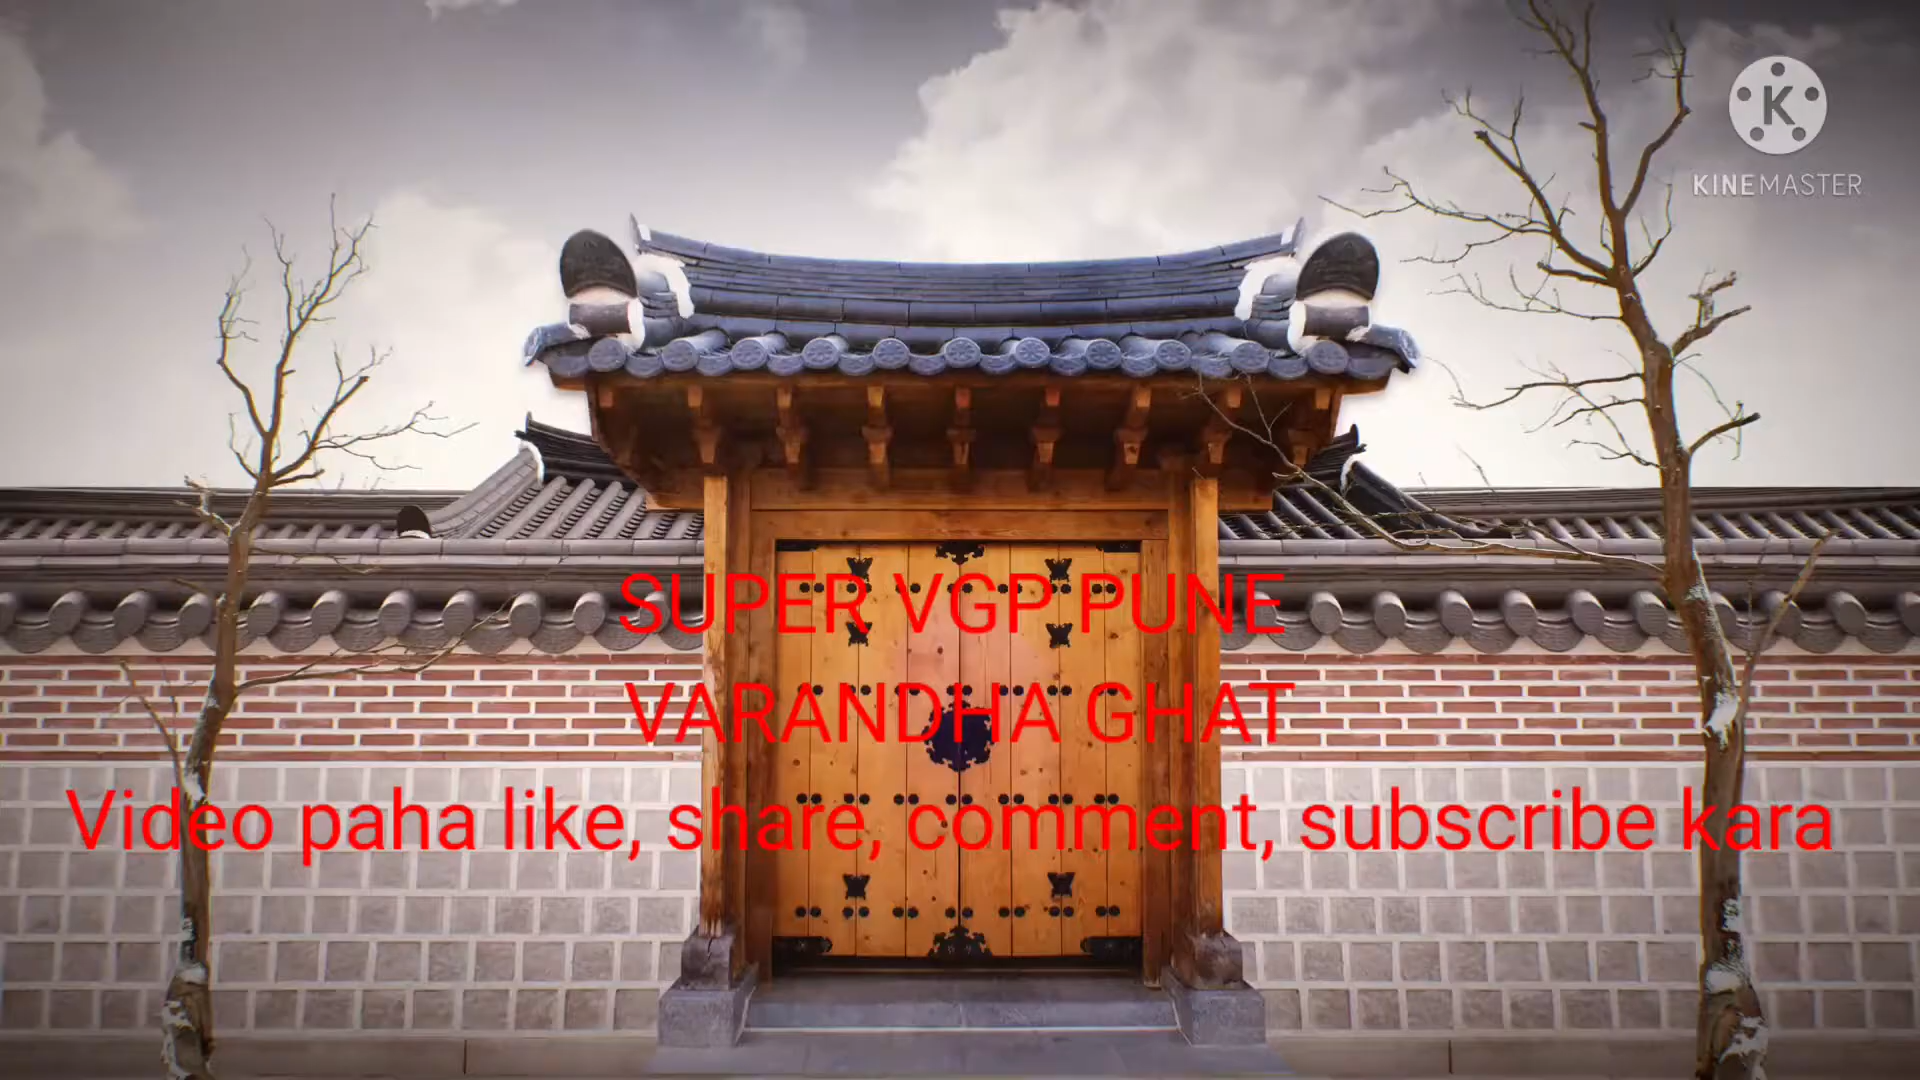 KINEMASTER
SUPER VGP PUNE
VARANDHA GHAT
Video paha like, share, comment, subscribe kara